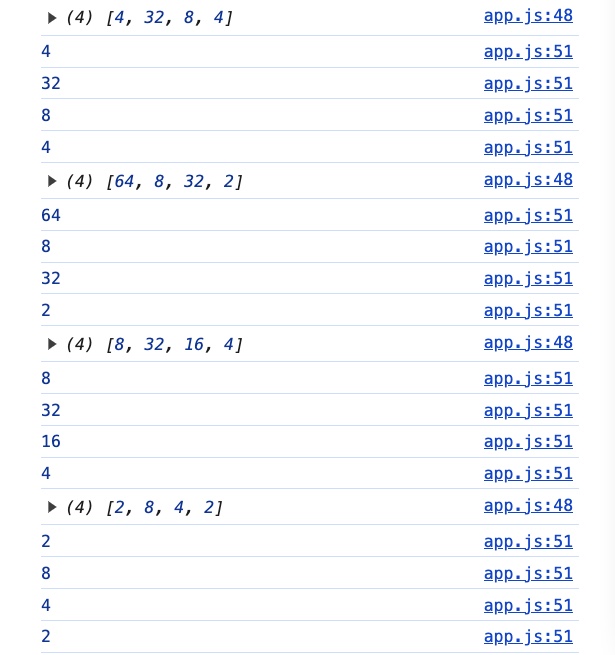 ▶ (4) [4, 32, 8, 4] app.js:48
4 app.js:51
32 app.js:51
8 app.js:51
4 app.js:51
▶ (4) [64, 8, 32, 2] app.js:48
64 app.js:51
8 app.js:51
32 app.js:51
2 app.js:51
▶ (4) [8, 32, 16, 4] app.js:48
8 app.js:51
32 app.js:51
16 app.js:51
4 app.js:51
▶ (4) [2, 8, 4, 2] app.js:48
2 app.js:51
8 app.js:51
4 app.js:51
2 app.js:51